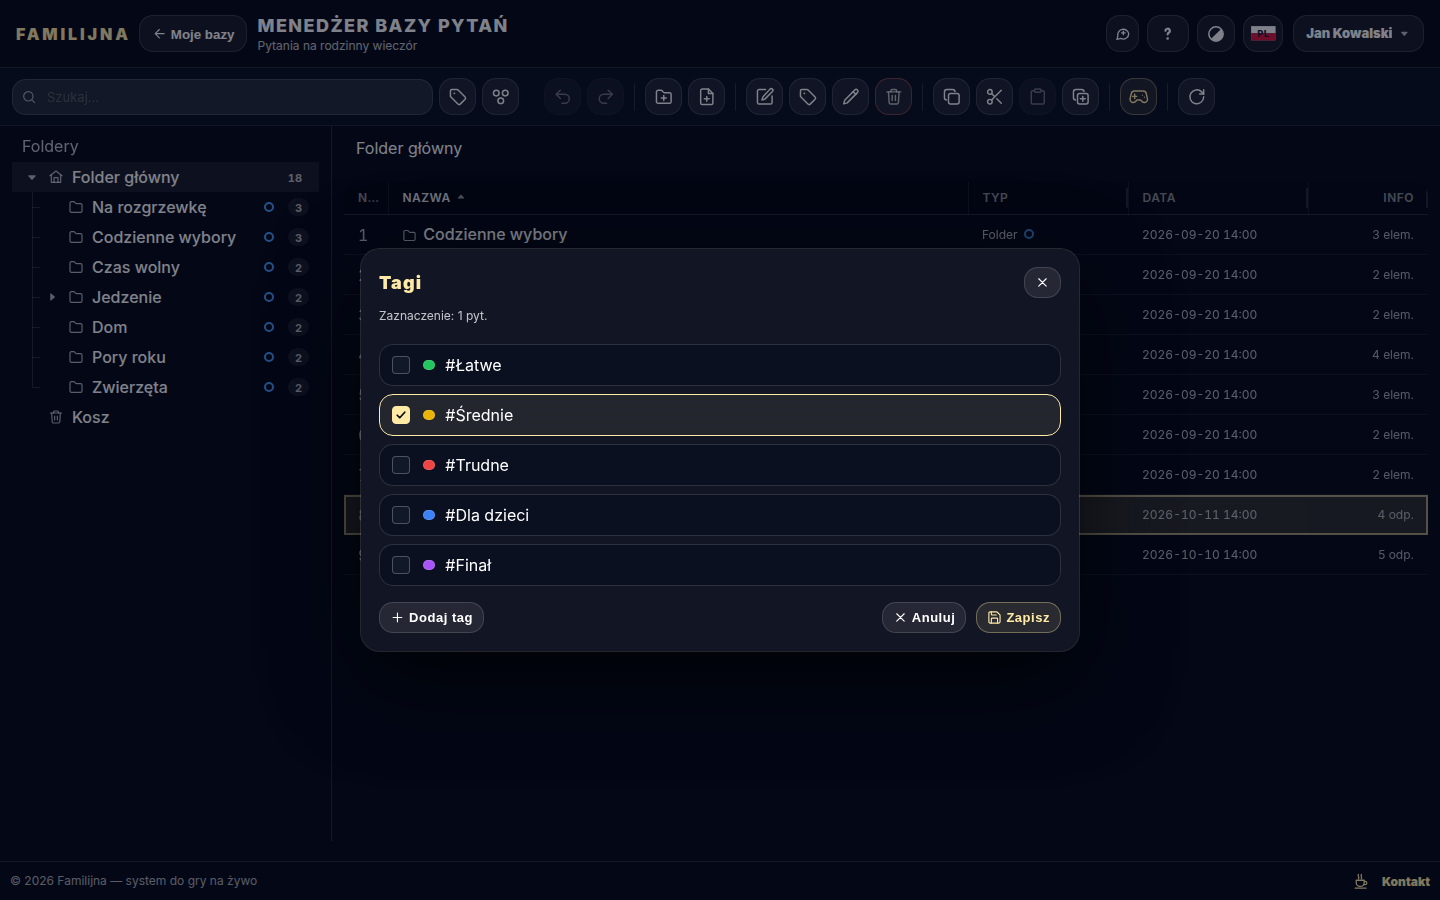 FAMILIJNA
Moje bazy
MENEDŻER BAZY PYTAŃ
Pytania na rodzinny wieczór
?
PL
Jan Kowalski
Szukaj...
Foldery
Folder główny 18
Na rozgrzewkę 3
Codzienne wybory 3
Czas wolny 2
Jedzenie 2
Dom 2
Pory roku 2
Zwierzęta 2
Kosz
Folder główny
N... NAZWA TYP DATA INFO
1 Codzienne wybory Folder 2026-09-20 14:00 3 elem.
2026-09-20 14:00 2 elem.
2026-09-20 14:00 2 elem.
2026-09-20 14:00 4 elem.
2026-09-20 14:00 3 elem.
2026-09-20 14:00 2 elem.
2026-09-20 14:00 2 elem.
2026-10-11 14:00 4 odp.
2026-10-10 14:00 5 odp.
Tagi
Zaznaczenie: 1 pyt.
#Łatwe
#Średnie
#Trudne
#Dla dzieci
#Finał
Dodaj tag
Anuluj
Zapisz
© 2026 Familijna — system do gry na żywo
Kontakt